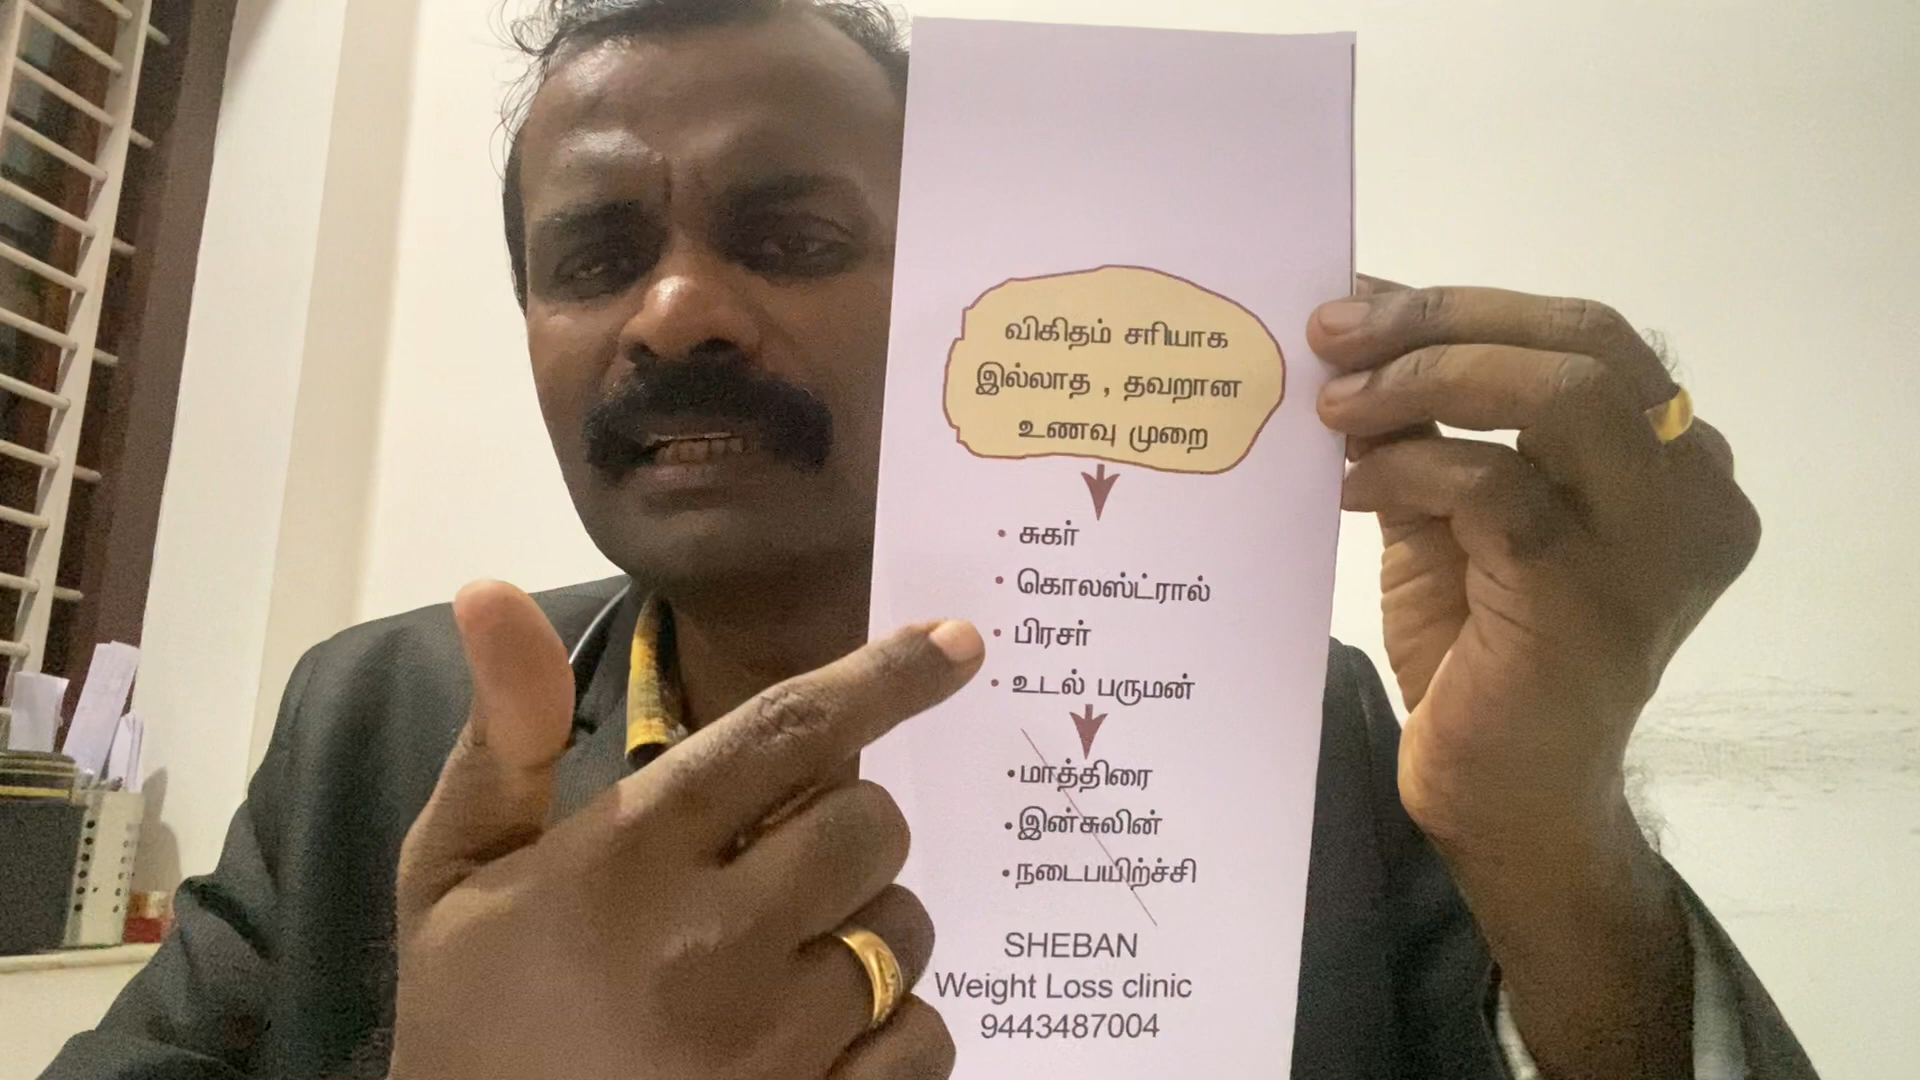 விகிதம் சரியாக
இல்லாத , தவறான
உணவு முறை
• சுகர்
• கொலஸ்ட்ரால்
• பிரசர்
• உடல் பருமன்
•மாத்திரை
•இன்சுலின்
•நடைபயிற்ச்சி
SHEBAN
Weight Loss clinic
9443487004